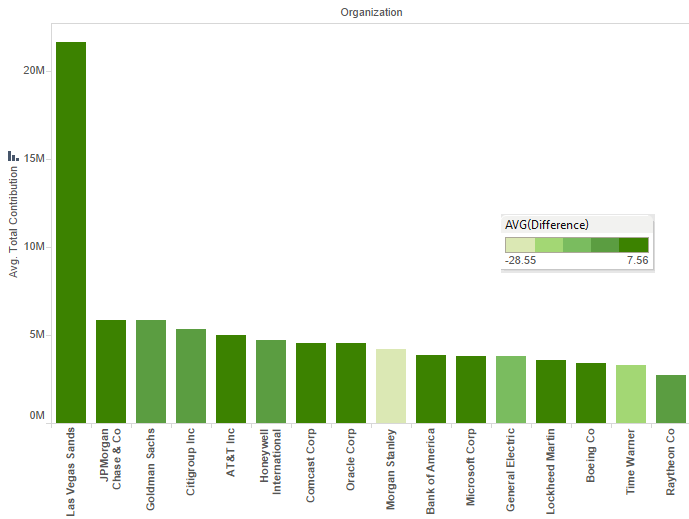 Organization
20M
15M
10M
5M
0M
Avg. Total Contribution
AVG(Difference)
-28.55 7.56
Las Vegas Sands
JPMorgan
Chase & Co
Goldman Sachs
Citigroup Inc
AT&T Inc
Honeywell
International
Comcast Corp
Oracle Corp
Morgan Stanley
Bank of America
Microsoft Corp
General Electric
Lockheed Martin
Boeing Co
Time Warner
Raytheon Co